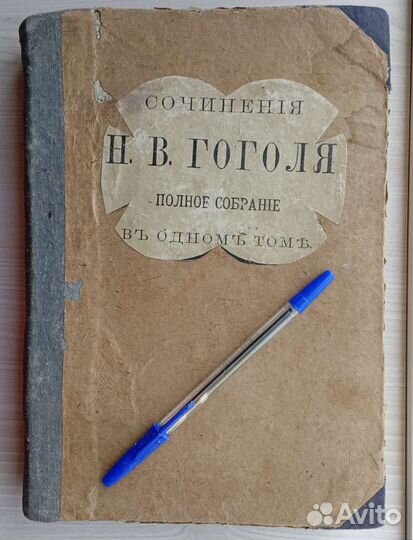 СОЧИНЕНІЯ
Н. В. ГОГОЛЯ
ПОЛНОЕ СОБРАНІЕ
ВЪ ОДНОМЪ ТОМѢ.
Avito